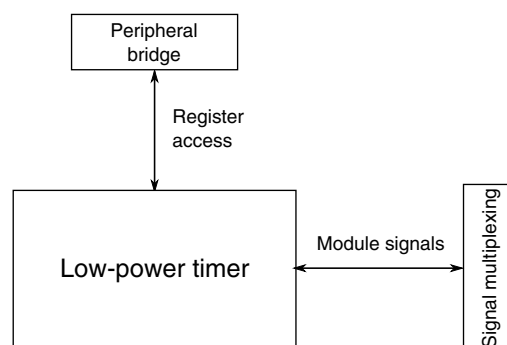 Peripheral
bridge
Register
access
Low-power timer
Module signals
Signal multiplexing